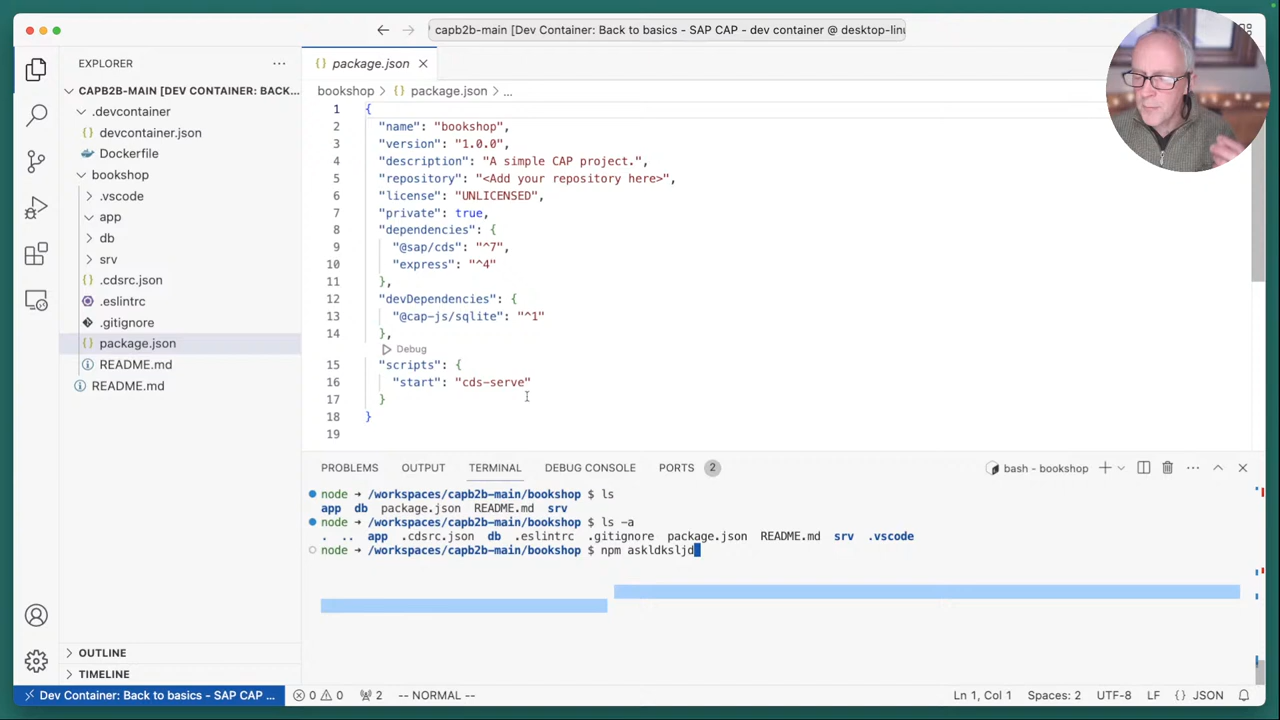 capb2b-main [Dev Container: Back to basics - SAP CAP - dev container @ desktop-linu
EXPLORER
package.json
CAPB2B-MAIN [DEV CONTAINER: BACK...
.devcontainer
devcontainer.json
Dockerfile
bookshop
.vscode
app
db
srv
.cdsrc.json
.eslintrc
.gitignore
package.json
README.md
README.md
OUTLINE
TIMELINE
bookshop > {} package.json > ...
1 {
2 "name": "bookshop",
3 "version": "1.0.0",
4 "description": "A simple CAP project.",
5 "repository": "<Add your repository here>",
6 "license": "UNLICENSED",
7 "private": true,
8 "dependencies": {
9 "@sap/cds": "^7",
10 "express": "^4"
11 },
12 "devDependencies": {
13 "@cap-js/sqlite": "^1"
14 },
Debug
15 "scripts": {
16 "start": "cds-serve"
17 }
18 }
19
PROBLEMS OUTPUT TERMINAL DEBUG CONSOLE PORTS 2 bash - bookshop
node ➜ /workspaces/capb2b-main/bookshop $ ls
app db package.json README.md srv
node ➜ /workspaces/capb2b-main/bookshop $ ls -a
. .. app .cdsrc.json db .eslintrc .gitignore package.json README.md srv .vscode
node ➜ /workspaces/capb2b-main/bookshop $ npm askldksljd
Dev Container: Back to basics - SAP CAP ... 0 0 2 -- NORMAL -- Ln 1, Col 1 Spaces: 2 UTF-8 LF {} JSON